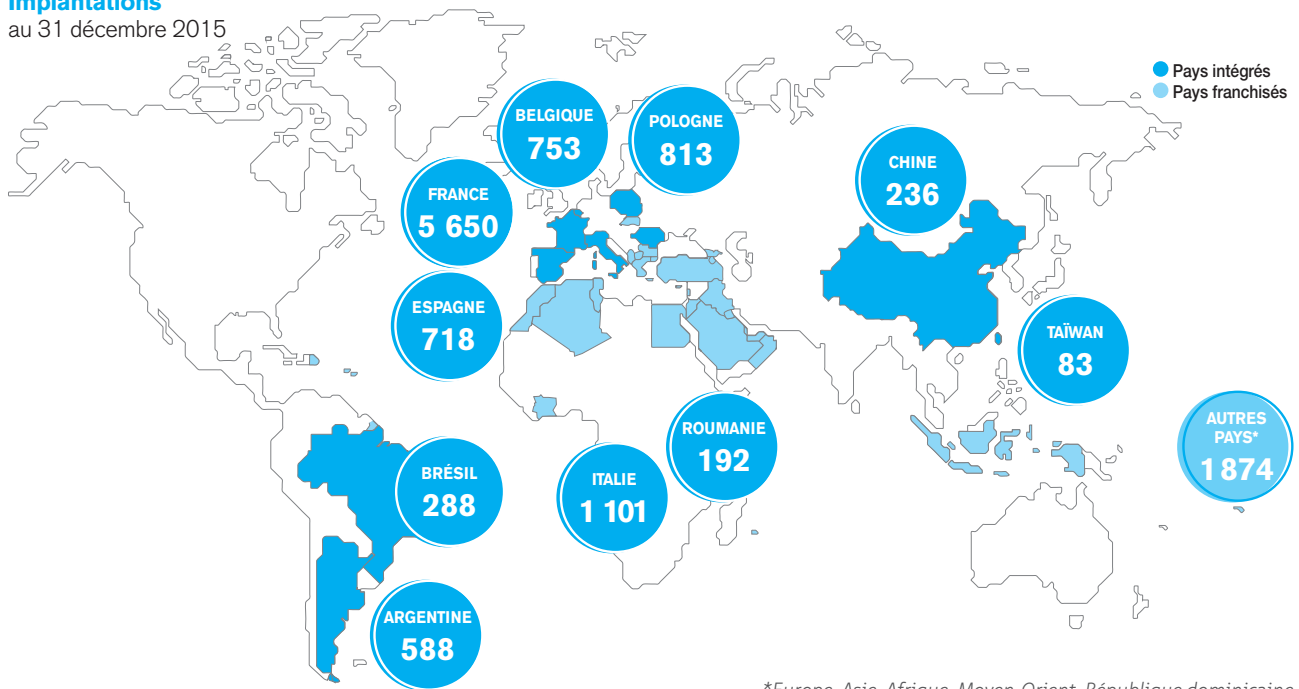 Implantations
au 31 décembre 2015
Pays intégrés
Pays franchisés
BELGIQUE
753
POLOGNE
813
CHINE
236
FRANCE
5 650
ESPAGNE
718
TAÏWAN
83
AUTRES
PAYS*
1 874
ROUMANIE
192
BRÉSIL
288
ITALIE
1 101
ARGENTINE
588
*Europe, Asie, Afrique, Moyen-Orient, République dominicaine